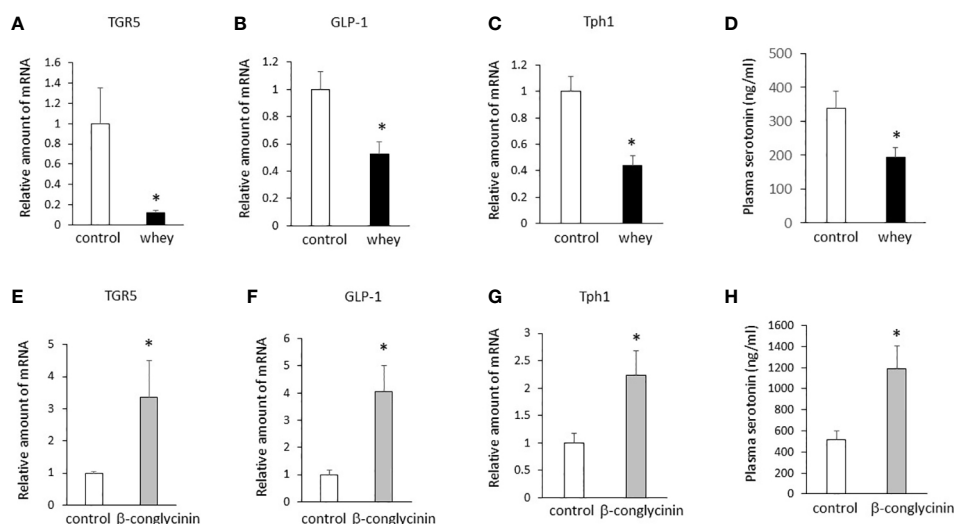 A TGR5
Relative amount of mRNA
1.6
1.4
1.2
1
0.8
0.6
0.4
0.2
0
*
control whey
B GLP-1
Relative amount of mRNA
1.2
1
0.8
0.6
0.4
0.2
0
*
control whey
C Tph1
Relative amount of mRNA
1.2
1
0.8
0.6
0.4
0.2
0
*
control whey
D
Plasma serotonin (ng/ml)
500
400
300
200
100
0
*
control whey
E TGR5
Relative amount of mRNA
5
4
3
2
1
0
*
control β-conglycinin
F GLP-1
Relative amount of mRNA
6
5
4
3
2
1
0
*
control β-conglycinin
G Tph1
Relative amount of mRNA
3
2.5
2
1.5
1
0.5
0
*
control β-conglycinin
H
Plasma serotonin (ng/ml)
1600
1400
1200
1000
800
600
400
200
0
*
control β-conglycinin